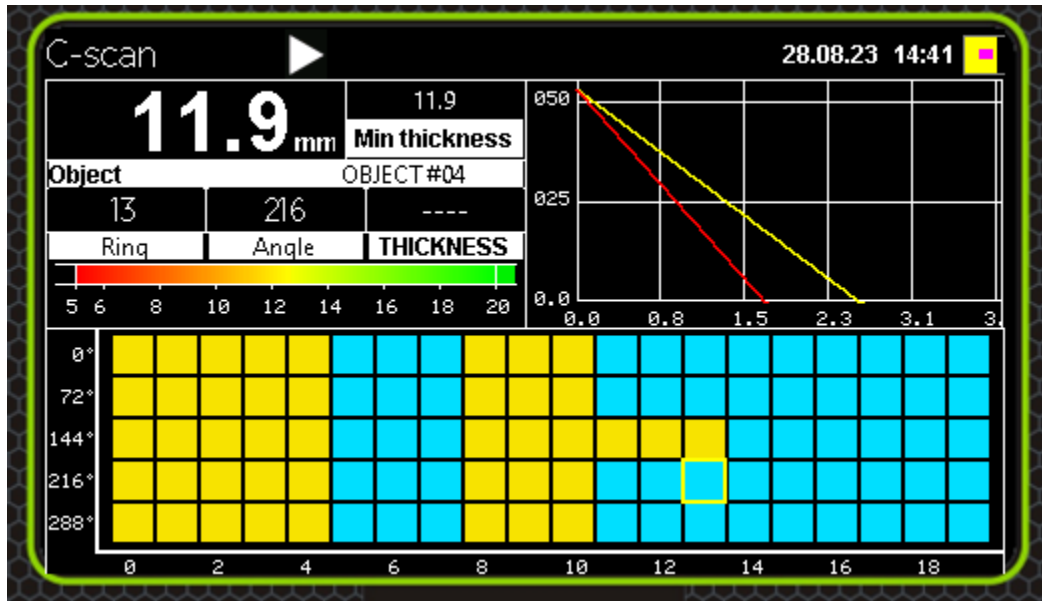 C-scan 28.08.23 14:41
11.9 mm
11.9
Min thickness
Object OBJECT #04
13 216 ----
Ring Angle THICKNESS
5 6 8 10 12 14 16 18 20
050
025
0.0
0.0 0.8 1.5 2.3 3.1 3.
0°
72°
144°
216°
288°
0 2 4 6 8 10 12 14 16 18